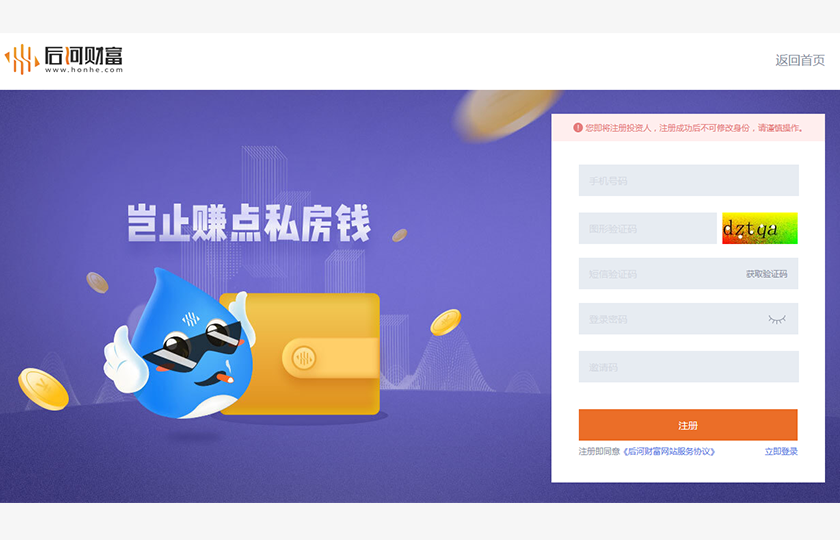 后河财富
www.honhe.com
返回首页
您即将注册投资人，注册成功后不可修改身份，请谨慎操作。
岂止赚点私房钱
手机号码
图形验证码
dztya
短信验证码 获取验证码
登录密码
邀请码
注册
注册即同意《后河财富网站服务协议》 立即登录